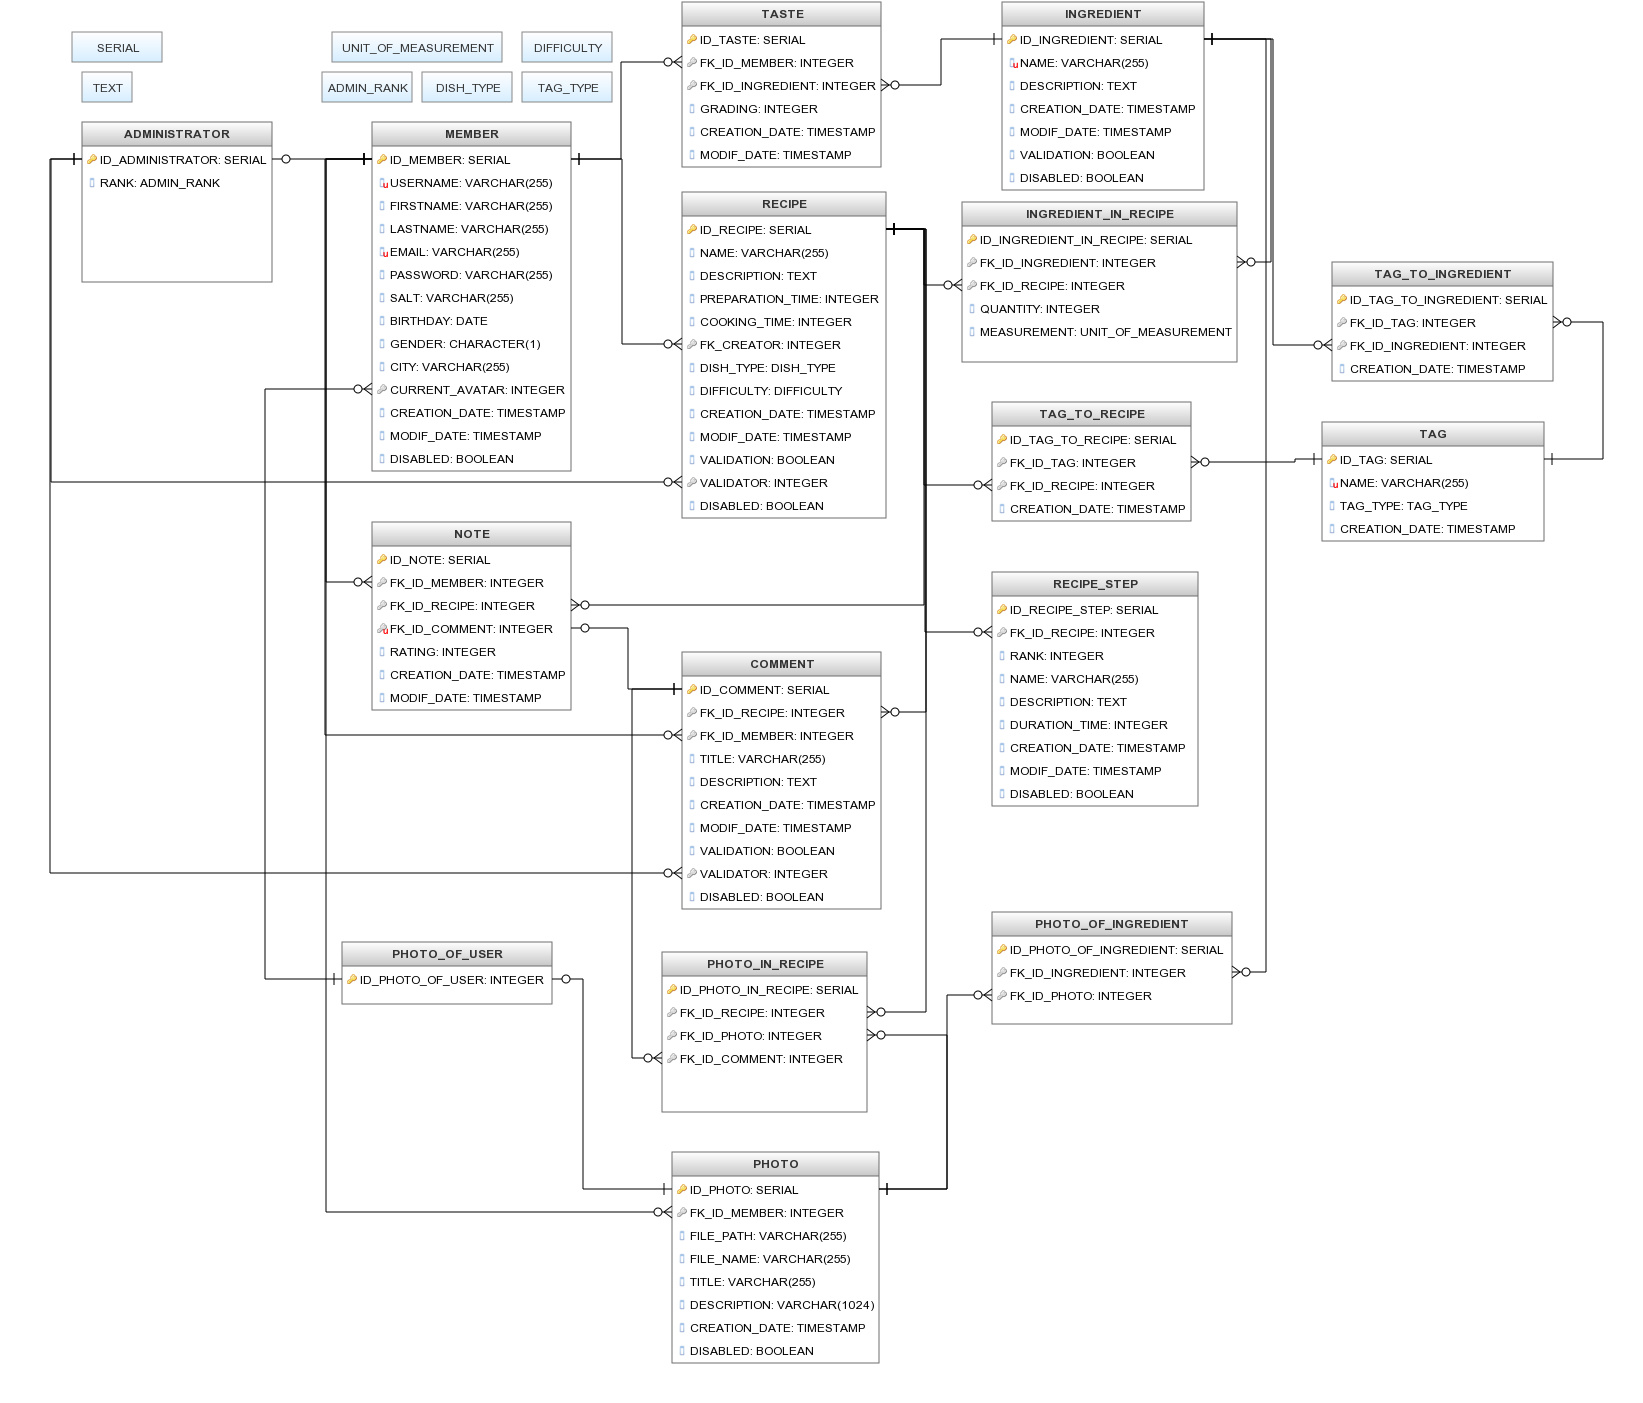 SERIAL
TEXT
UNIT_OF_MEASUREMENT
DIFFICULTY
ADMIN_RANK
DISH_TYPE
TAG_TYPE
ADMINISTRATOR
ID_ADMINISTRATOR: SERIAL
RANK: ADMIN_RANK
MEMBER
ID_MEMBER: SERIAL
USERNAME: VARCHAR(255)
FIRSTNAME: VARCHAR(255)
LASTNAME: VARCHAR(255)
EMAIL: VARCHAR(255)
PASSWORD: VARCHAR(255)
SALT: VARCHAR(255)
BIRTHDAY: DATE
GENDER: CHARACTER(1)
CITY: VARCHAR(255)
CURRENT_AVATAR: INTEGER
CREATION_DATE: TIMESTAMP
MODIF_DATE: TIMESTAMP
DISABLED: BOOLEAN
TASTE
ID_TASTE: SERIAL
FK_ID_MEMBER: INTEGER
FK_ID_INGREDIENT: INTEGER
GRADING: INTEGER
CREATION_DATE: TIMESTAMP
MODIF_DATE: TIMESTAMP
INGREDIENT
ID_INGREDIENT: SERIAL
NAME: VARCHAR(255)
DESCRIPTION: TEXT
CREATION_DATE: TIMESTAMP
MODIF_DATE: TIMESTAMP
VALIDATION: BOOLEAN
DISABLED: BOOLEAN
RECIPE
ID_RECIPE: SERIAL
NAME: VARCHAR(255)
DESCRIPTION: TEXT
PREPARATION_TIME: INTEGER
COOKING_TIME: INTEGER
FK_CREATOR: INTEGER
DISH_TYPE: DISH_TYPE
DIFFICULTY: DIFFICULTY
CREATION_DATE: TIMESTAMP
MODIF_DATE: TIMESTAMP
VALIDATION: BOOLEAN
VALIDATOR: INTEGER
DISABLED: BOOLEAN
INGREDIENT_IN_RECIPE
ID_INGREDIENT_IN_RECIPE: SERIAL
FK_ID_INGREDIENT: INTEGER
FK_ID_RECIPE: INTEGER
QUANTITY: INTEGER
MEASUREMENT: UNIT_OF_MEASUREMENT
TAG_TO_INGREDIENT
ID_TAG_TO_INGREDIENT: SERIAL
FK_ID_TAG: INTEGER
FK_ID_INGREDIENT: INTEGER
CREATION_DATE: TIMESTAMP
TAG_TO_RECIPE
ID_TAG_TO_RECIPE: SERIAL
FK_ID_TAG: INTEGER
FK_ID_RECIPE: INTEGER
CREATION_DATE: TIMESTAMP
TAG
ID_TAG: SERIAL
NAME: VARCHAR(255)
TAG_TYPE: TAG_TYPE
CREATION_DATE: TIMESTAMP
NOTE
ID_NOTE: SERIAL
FK_ID_MEMBER: INTEGER
FK_ID_RECIPE: INTEGER
FK_ID_COMMENT: INTEGER
RATING: INTEGER
CREATION_DATE: TIMESTAMP
MODIF_DATE: TIMESTAMP
RECIPE_STEP
ID_RECIPE_STEP: SERIAL
FK_ID_RECIPE: INTEGER
RANK: INTEGER
NAME: VARCHAR(255)
DESCRIPTION: TEXT
DURATION_TIME: INTEGER
CREATION_DATE: TIMESTAMP
MODIF_DATE: TIMESTAMP
DISABLED: BOOLEAN
COMMENT
ID_COMMENT: SERIAL
FK_ID_RECIPE: INTEGER
FK_ID_MEMBER: INTEGER
TITLE: VARCHAR(255)
DESCRIPTION: TEXT
CREATION_DATE: TIMESTAMP
MODIF_DATE: TIMESTAMP
VALIDATION: BOOLEAN
VALIDATOR: INTEGER
DISABLED: BOOLEAN
PHOTO_OF_USER
ID_PHOTO_OF_USER: INTEGER
PHOTO_IN_RECIPE
ID_PHOTO_IN_RECIPE: SERIAL
FK_ID_RECIPE: INTEGER
FK_ID_PHOTO: INTEGER
FK_ID_COMMENT: INTEGER
PHOTO_OF_INGREDIENT
ID_PHOTO_OF_INGREDIENT: SERIAL
FK_ID_INGREDIENT: INTEGER
FK_ID_PHOTO: INTEGER
PHOTO
ID_PHOTO: SERIAL
FK_ID_MEMBER: INTEGER
FILE_PATH: VARCHAR(255)
FILE_NAME: VARCHAR(255)
TITLE: VARCHAR(255)
DESCRIPTION: VARCHAR(1024)
CREATION_DATE: TIMESTAMP
DISABLED: BOOLEAN